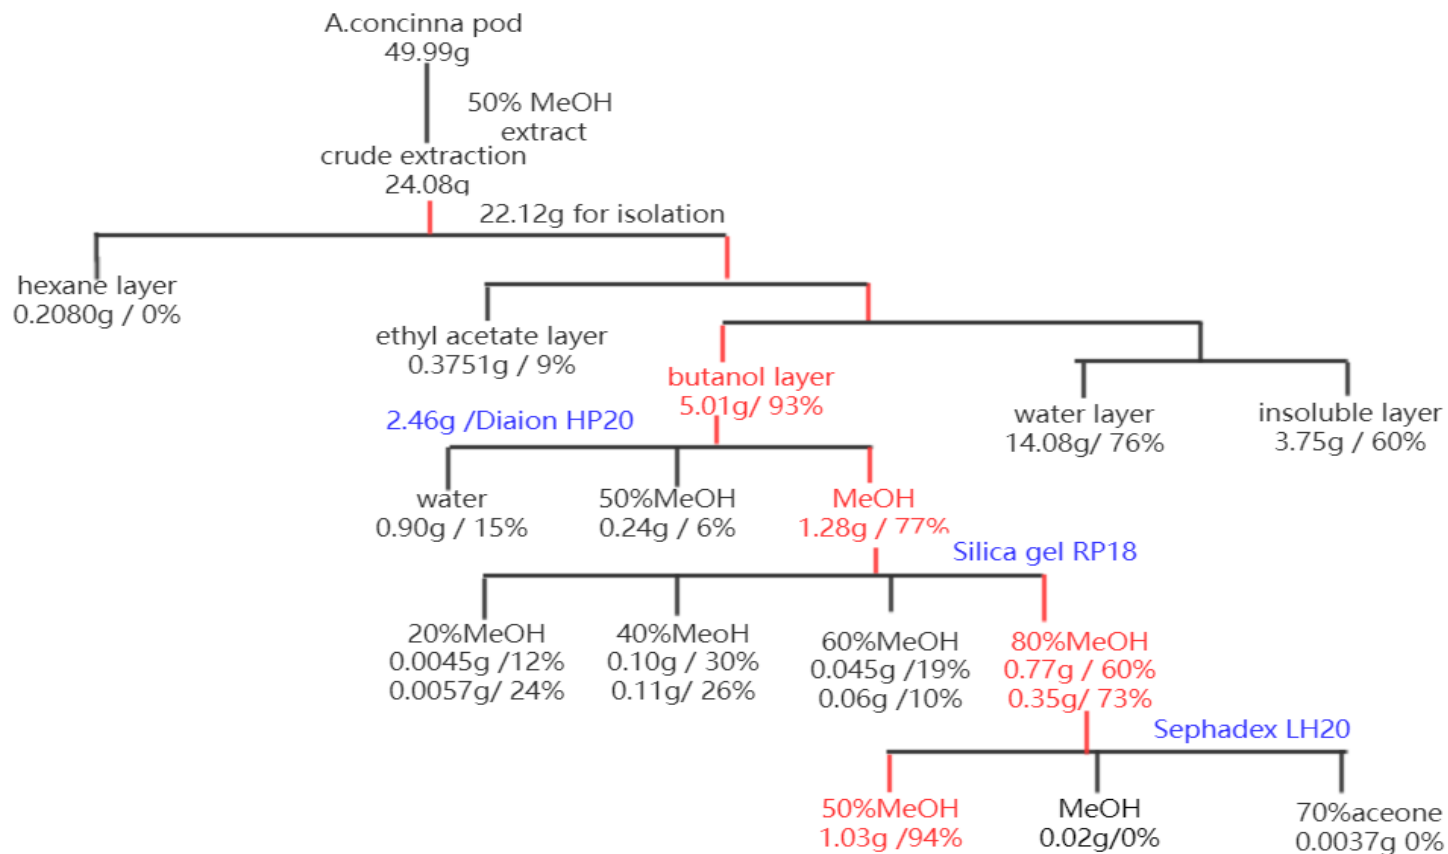 A.concinna pod
49.99g
50% MeOH
extract
crude extraction
24.08g
22.12g for isolation
hexane layer
0.2080g / 0%
ethyl acetate layer
0.3751g / 9%
butanol layer
5.01g/ 93%
water layer
14.08g/ 76%
insoluble layer
3.75g / 60%
2.46g /Diaion HP20
water
0.90g / 15%
50%MeOH
0.24g / 6%
MeOH
1.28g / 77%
Silica gel RP18
20%MeOH
0.0045g /12%
0.0057g/ 24%
40%MeoH
0.10g / 30%
0.11g/ 26%
60%MeOH
0.045g /19%
0.06g /10%
80%MeOH
0.77g / 60%
0.35g/ 73%
Sephadex LH20
50%MeOH
1.03g /94%
MeOH
0.02g/0%
70%aceone
0.0037g 0%